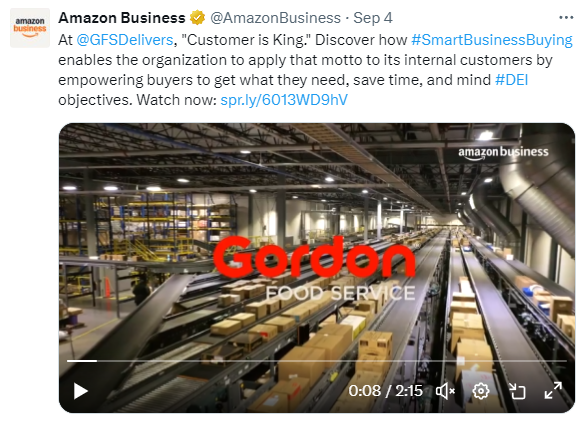 amazon
business
Amazon Business @AmazonBusiness · Sep 4 ...
At @GFSDelivers, "Customer is King." Discover how #SmartBusinessBuying
enables the organization to apply that motto to its internal customers by
empowering buyers to get what they need, save time, and mind #DEI
objectives. Watch now: spr.ly/6013WD9hV
amazon business
Gordon
FOOD SERVICE
0:08 / 2:15